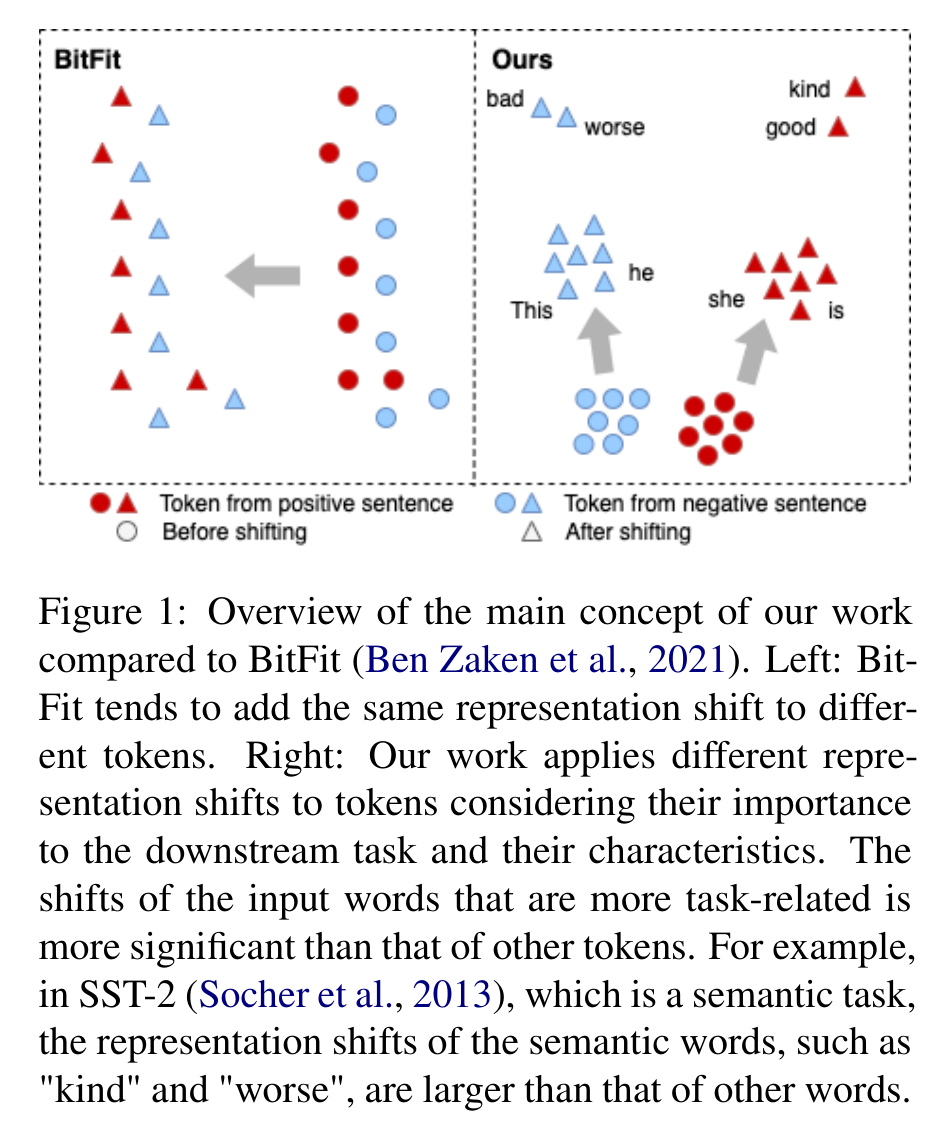 BitFit
Ours
bad
worse
kind
good
he
This
she
is
Token from positive sentence
Token from negative sentence
Before shifting
After shifting
Figure 1: Overview of the main concept of our work
compared to BitFit (Ben Zaken et al., 2021). Left: Bit-
Fit tends to add the same representation shift to differ-
ent tokens. Right: Our work applies different repre-
sentation shifts to tokens considering their importance
to the downstream task and their characteristics. The
shifts of the input words that are more task-related is
more significant than that of other tokens. For example,
in SST-2 (Socher et al., 2013), which is a semantic task,
the representation shifts of the semantic words, such as
"kind" and "worse", are larger than that of other words.